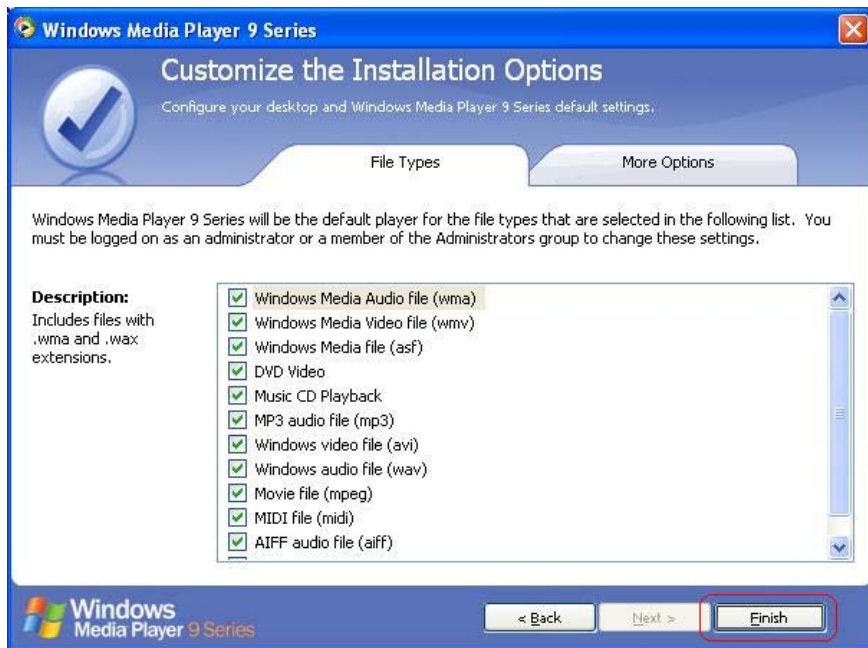 Windows Media Player 9 Series
Customize the Installation Options
Configure your desktop and Windows Media Player 9 Series default settings.
File Types
More Options
Windows Media Player 9 Series will be the default player for the file types that are selected in the following list. You
must be logged on as an administrator or a member of the Administrators group to change these settings.
Description:
Includes files with
.wma and .wax
extensions.
Windows Media Audio file (wma)
Windows Media Video file (wmv)
Windows Media file (asf)
DVD Video
Music CD Playback
MP3 audio file (mp3)
Windows video file (avi)
Windows audio file (wav)
Movie file (mpeg)
MIDI file (midi)
AIFF audio file (aiff)
Windows
Media Player 9 Series
< Back
Next >
Finish